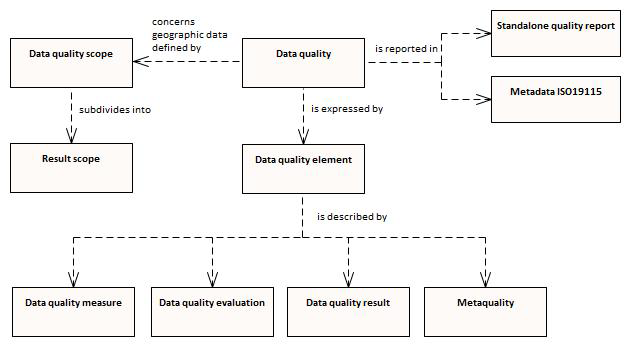 concerns
geographic data
defined by
Data quality scope
Data quality
is reported in
Standalone quality report
Metadata ISO19115
subdivides into
is expressed by
Result scope
Data quality element
is described by
Data quality measure
Data quality evaluation
Data quality result
Metaquality